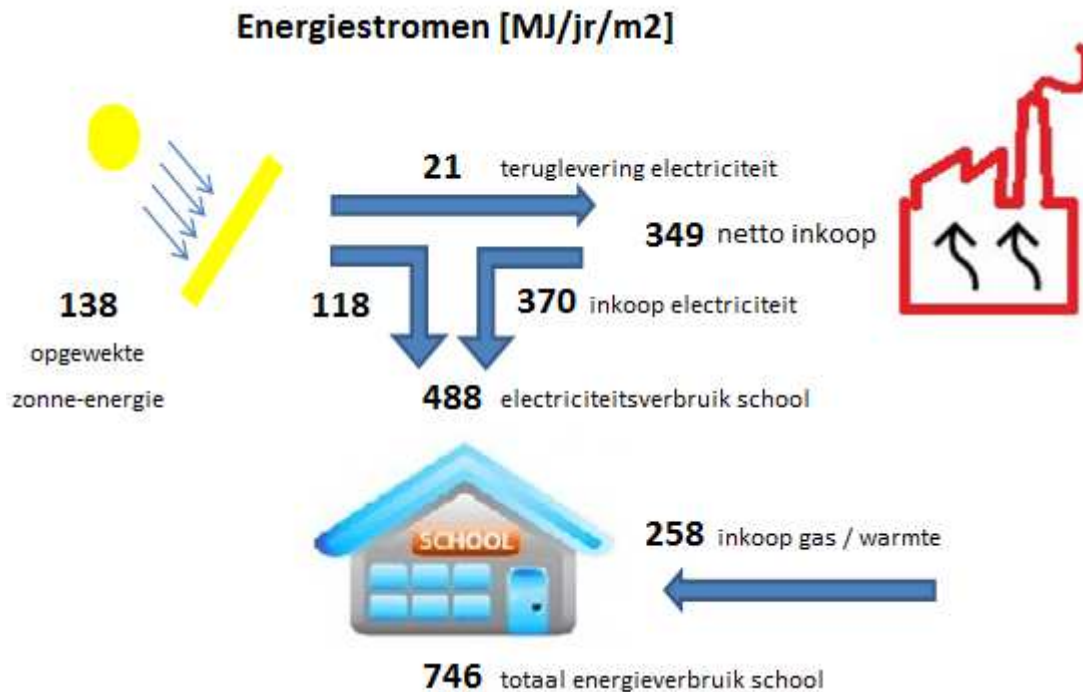 Energiestromen [MJ/jr/m2]
21 teruglevering electriciteit
349 netto inkoop
138
118
370 inkoop electriciteit
opgewekte
zonne-energie
488 electriciteitsverbruik school
SCHOOL
258 inkoop gas / warmte
746 totaal energieverbruik school